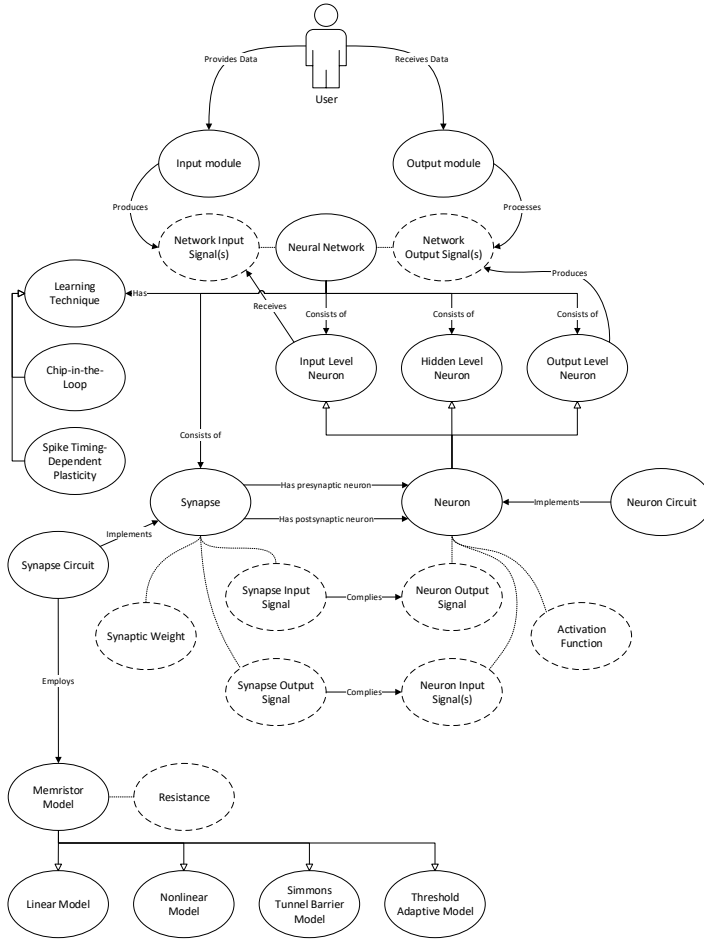 Provides Data
Receives Data
User
Input module
Output module
Produces
Processes
Network Input
Signal(s)
Neural Network
Network
Output Signal(s)
Learning
Technique
Has
Receives
Produces
Consists of
Consists of
Consists of
Input Level
Neuron
Hidden Level
Neuron
Output Level
Neuron
Chip-in-the-
Loop
Spike Timing-
Dependent
Plasticity
Consists of
Synapse
Has presynaptic neuron
Has postsynaptic neuron
Neuron
Implements
Neuron Circuit
Implements
Synapse Circuit
Synapse Input
Signal
Complies
Neuron Output
Signal
Synaptic Weight
Activation
Function
Employs
Synapse Output
Signal
Complies
Neuron Input
Signal(s)
Memristor
Model
Resistance
Linear Model
Nonlinear
Model
Simmons
Tunnel Barrier
Model
Threshold
Adaptive Model